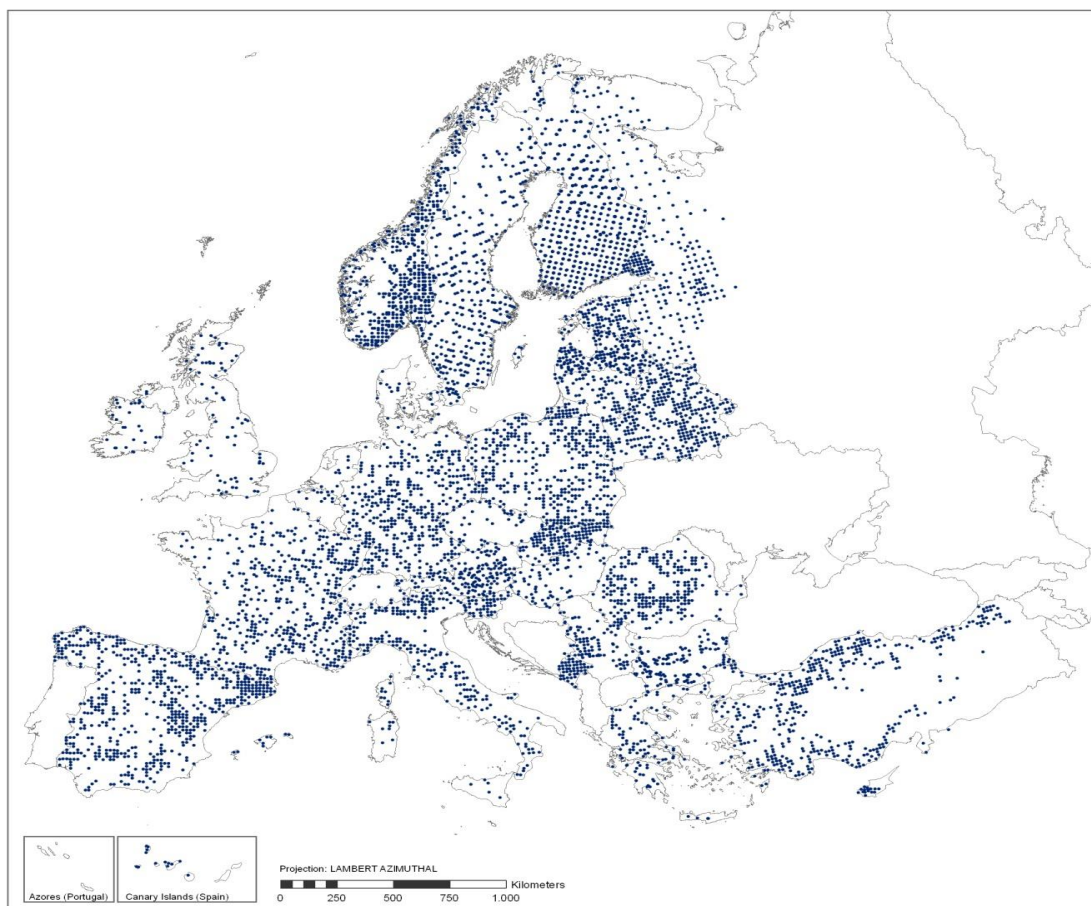 Azores (Portugal)
Canary Islands (Spain)
Projection: LAMBERT AZIMUTHAL
Kilometers
0 250 500 750 1.000